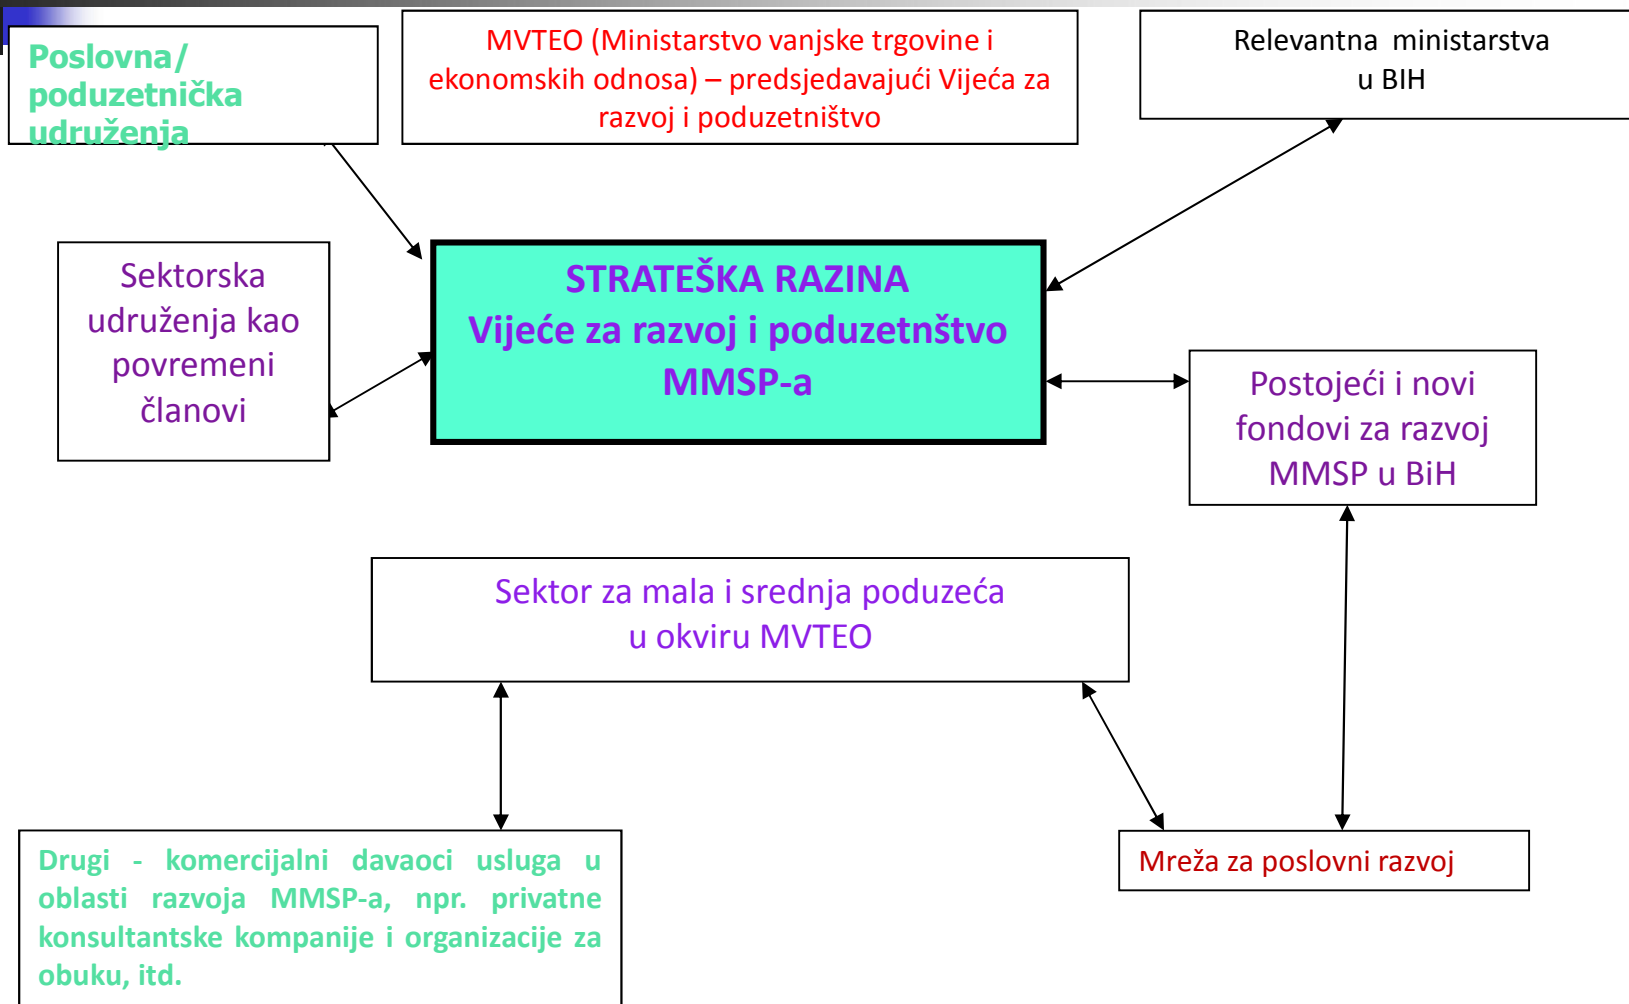 Poslovna/
poduzetnička
udruženja
MVTEO (Ministarstvo vanjske trgovine i
ekonomskih odnosa) – predsjedavajući Vijeća za
razvoj i poduzetništvo
Relevantna ministarstva
u BIH
Sektorska
udruženja kao
povremeni
članovi
STRATEŠKA RAZINA
Vijeće za razvoj i poduzetnštvo
MMSP-a
Postojeći i novi
fondovi za razvoj
MMSP u BiH
Sektor za mala i srednja poduzeća
u okviru MVTEO
Drugi - komercijalni davaoci usluga u
oblasti razvoja MMSP-a, npr. privatne
konsultantske kompanije i organizacije za
obuku, itd.
Mreža za poslovni razvoj